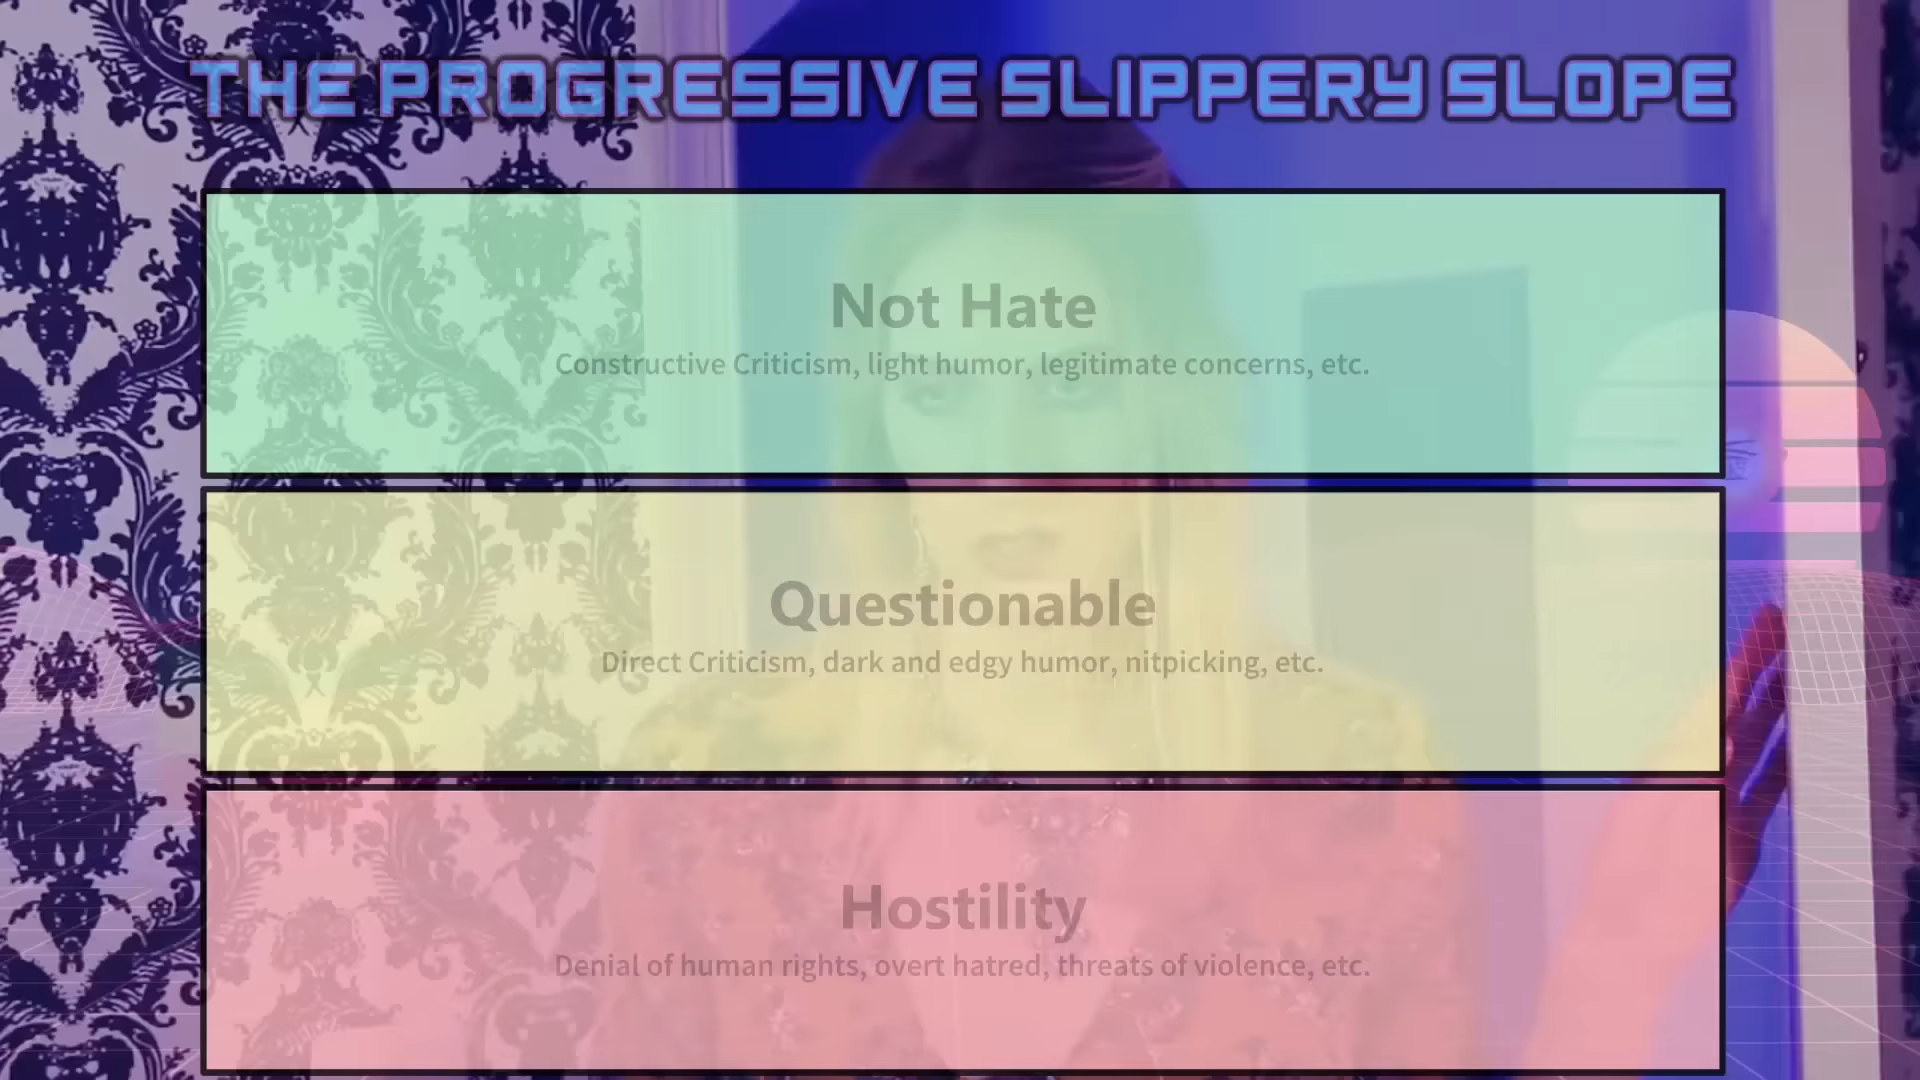 THE PROGRESSIVE SLIPPERY SLOPE
Not Hate
Constructive Criticism, light humor, legitimate concerns, etc.
Questionable
Direct Criticism, dark and edgy humor, nitpicking, etc.
Hostility
Denial of human rights, overt hatred, threats of violence, etc.